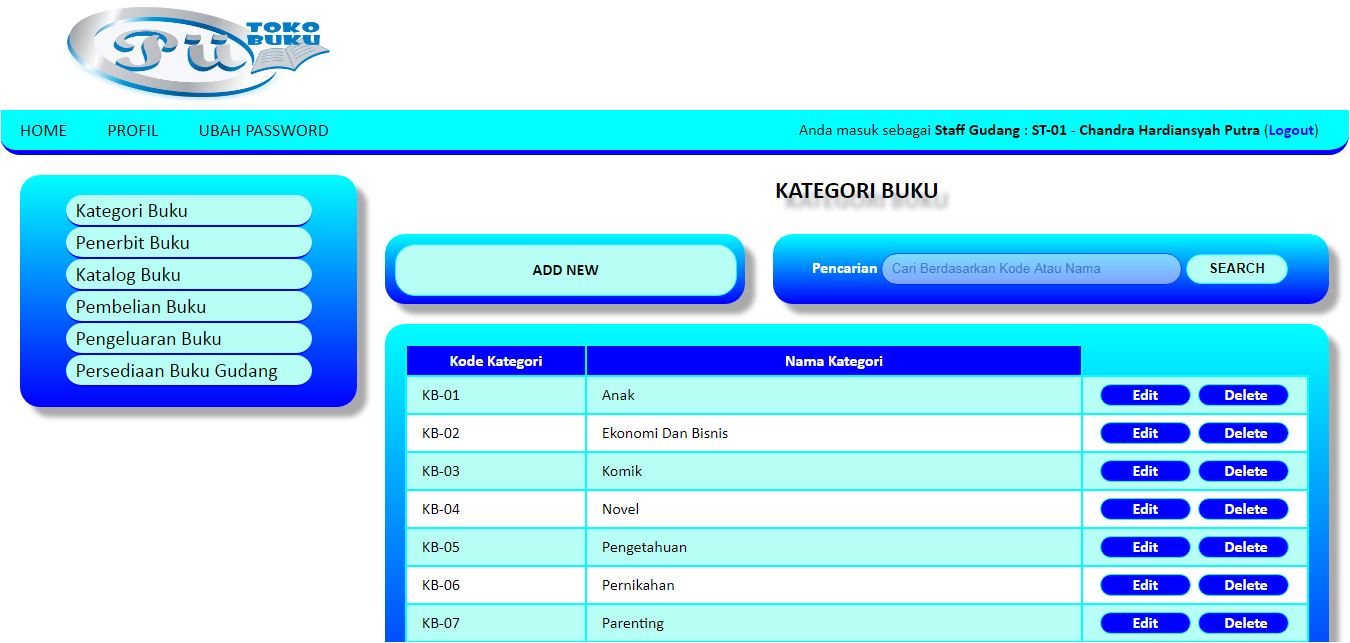 PU TOKO
BUKU
HOME PROFIL UBAH PASSWORD Anda masuk sebagai Staff Gudang : ST-01 - Chandra Hardiansyah Putra (Logout)
Kategori Buku
Penerbit Buku
Katalog Buku
Pembelian Buku
Pengeluaran Buku
Persediaan Buku Gudang
KATEGORI BUKU
ADD NEW
Pencarian Cari Berdasarkan Kode Atau Nama SEARCH
Kode Kategori Nama Kategori
KB-01 Anak Edit Delete
KB-02 Ekonomi Dan Bisnis Edit Delete
KB-03 Komik Edit Delete
KB-04 Novel Edit Delete
KB-05 Pengetahuan Edit Delete
KB-06 Pernikahan Edit Delete
KB-07 Parenting Edit Delete